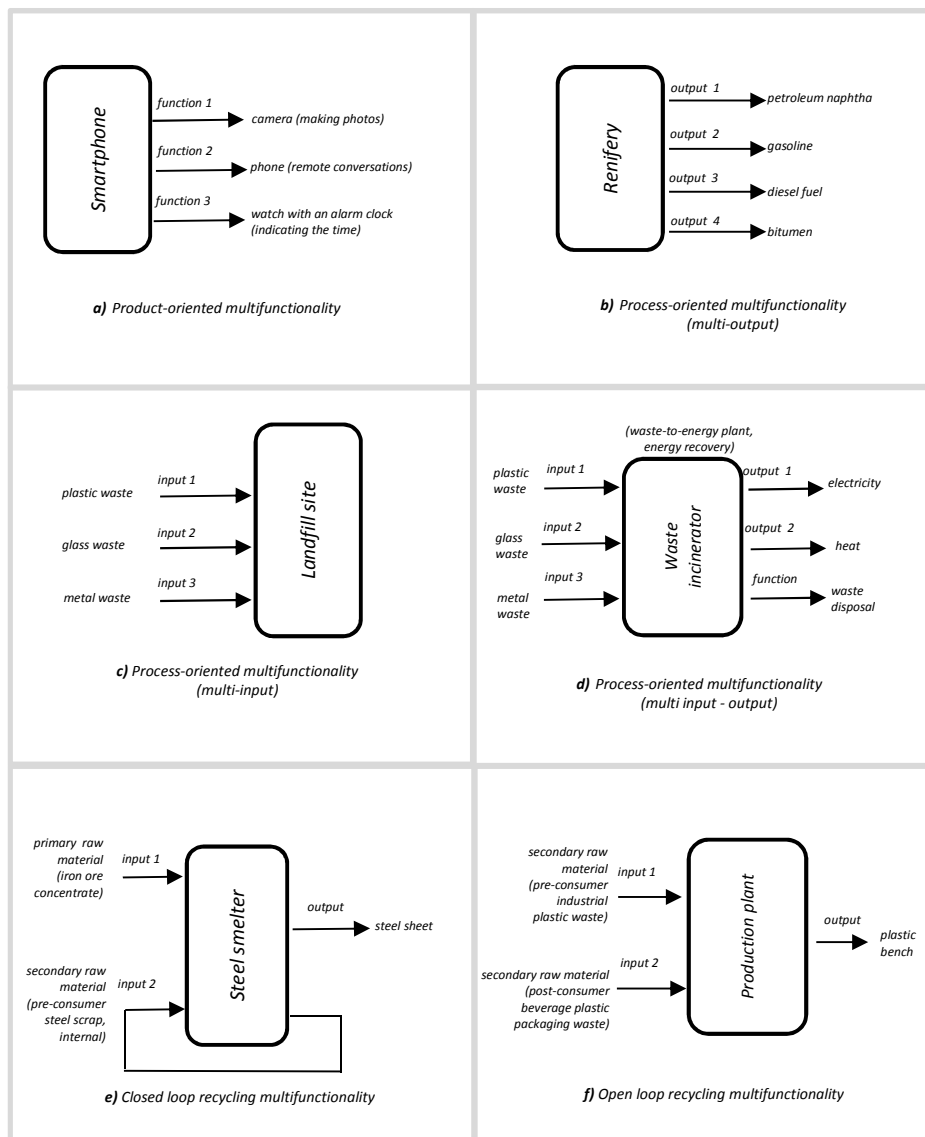 Smartphone
function 1
camera (making photos)
function 2
phone (remote conversations)
function 3
watch with an alarm clock
(indicating the time)
a) Product-oriented multifunctionality
Renifery
output 1
petroleum naphtha
output 2
gasoline
output 3
diesel fuel
output 4
bitumen
b) Process-oriented multifunctionality
(multi-output)
plastic waste
input 1
glass waste
input 2
metal waste
input 3
Landfill site
c) Process-oriented multifunctionality
(multi-input)
(waste-to-energy plant,
energy recovery)
plastic
waste
input 1
glass
waste
input 2
metal
waste
input 3
Waste
incinerator
output 1
electricity
output 2
heat
function
waste
disposal
d) Process-oriented multifunctionality
(multi input - output)
primary raw
material
(iron ore
concentrate)
input 1
secondary raw
material
(pre-consumer
steel scrap,
internal)
input 2
Steel smelter
output
steel sheet
e) Closed loop recycling multifunctionality
secondary raw
material
(pre-consumer
industrial
plastic waste)
input 1
secondary raw material
(post-consumer
beverage plastic
packaging waste)
input 2
Production plant
output
plastic
bench
f) Open loop recycling multifunctionality